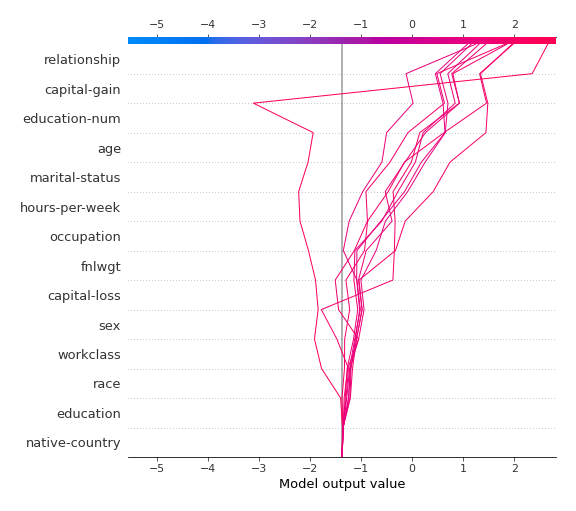 −5 −4 −3 −2 −1 0 1 2
relationship
capital-gain
education-num
age
marital-status
hours-per-week
occupation
fnlwgt
capital-loss
sex
workclass
race
education
native-country
−5 −4 −3 −2 −1 0 1 2
Model output value